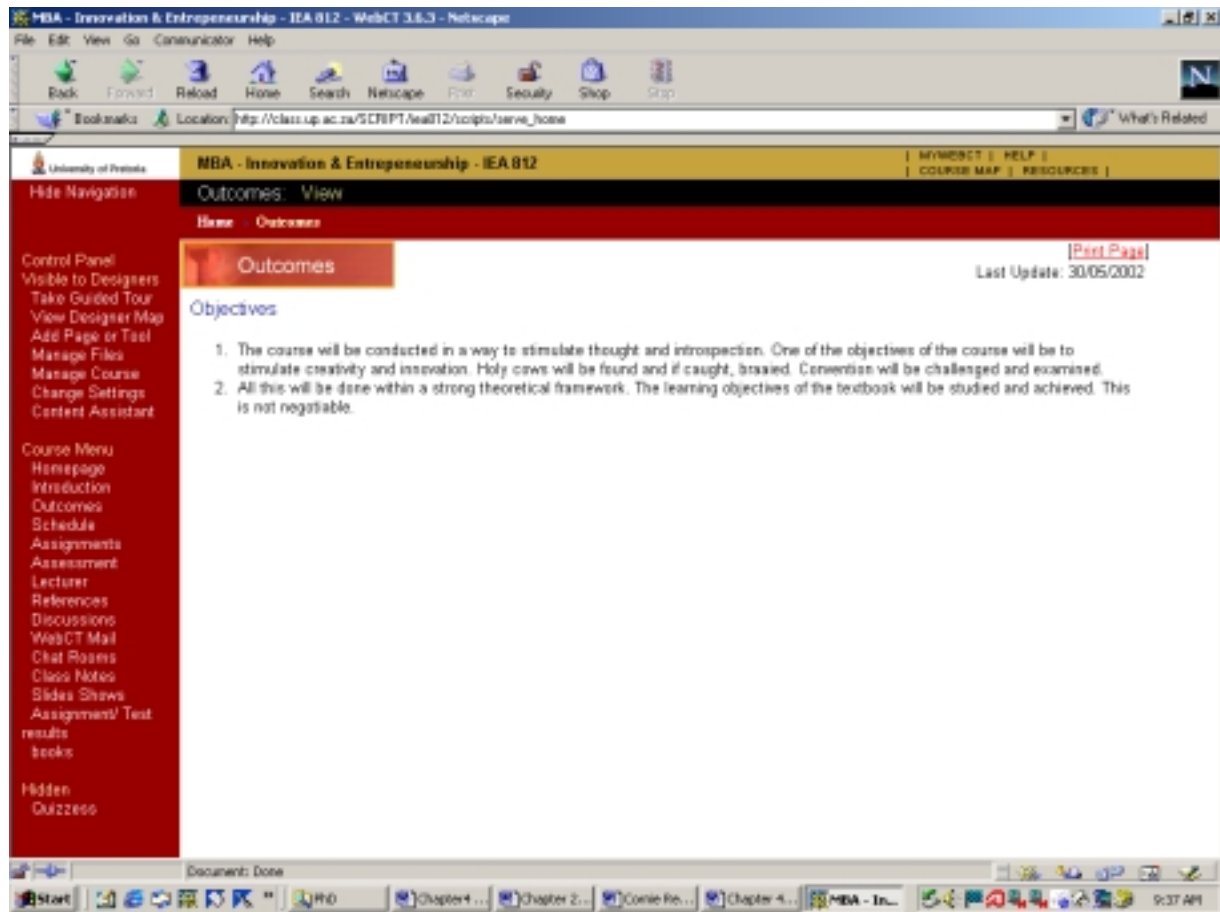 MBA - Innovation & Entrepeneurship - IEA 812 - WebCT 3.6.3 - Netscape
File Edit View Go Communicator Help
Back Forward Reload Home Search Netscape Print Security Shop Stop
Bookmarks Location: http://class.up.ac.za/SCRIPT/iea812/scripts/serve_home What's Related
University of Pretoria
MBA - Innovation & Entrepeneurship - IEA 812
| MYWEBCT | HELP |
| COURSE MAP | RESOURCES |
Hide Navigation
Outcomes: View
Home Outcomes
Control Panel
Visible to Designers
Take Guided Tour
View Designer Map
Add Page or Tool
Manage Files
Manage Course
Change Settings
Content Assistant
Course Menu
Homepage
Introduction
Outcomes
Schedule
Assignments
Assessment
Lecturer
References
Discussions
WebCT Mail
Chat Rooms
Class Notes
Slides Shows
Assignment/ Test
results
books
Hidden
Quizzess
Outcomes
[Print Page]
Last Update: 30/05/2002
Objectives
1. The course will be conducted in a way to stimulate thought and introspection. One of the objectives of the course will be to
stimulate creativity and innovation. Holy cows will be found and if caught, braaied. Convention will be challenged and examined.
2. All this will be done within a strong theoretical framework. The learning objectives of the textbook will be studied and achieved. This
is not negotiable.
Document: Done
Start PhD Chapter4 ... Chapter 2... Cornie Re... Chapter 4... MBA - In... 9:37 AM